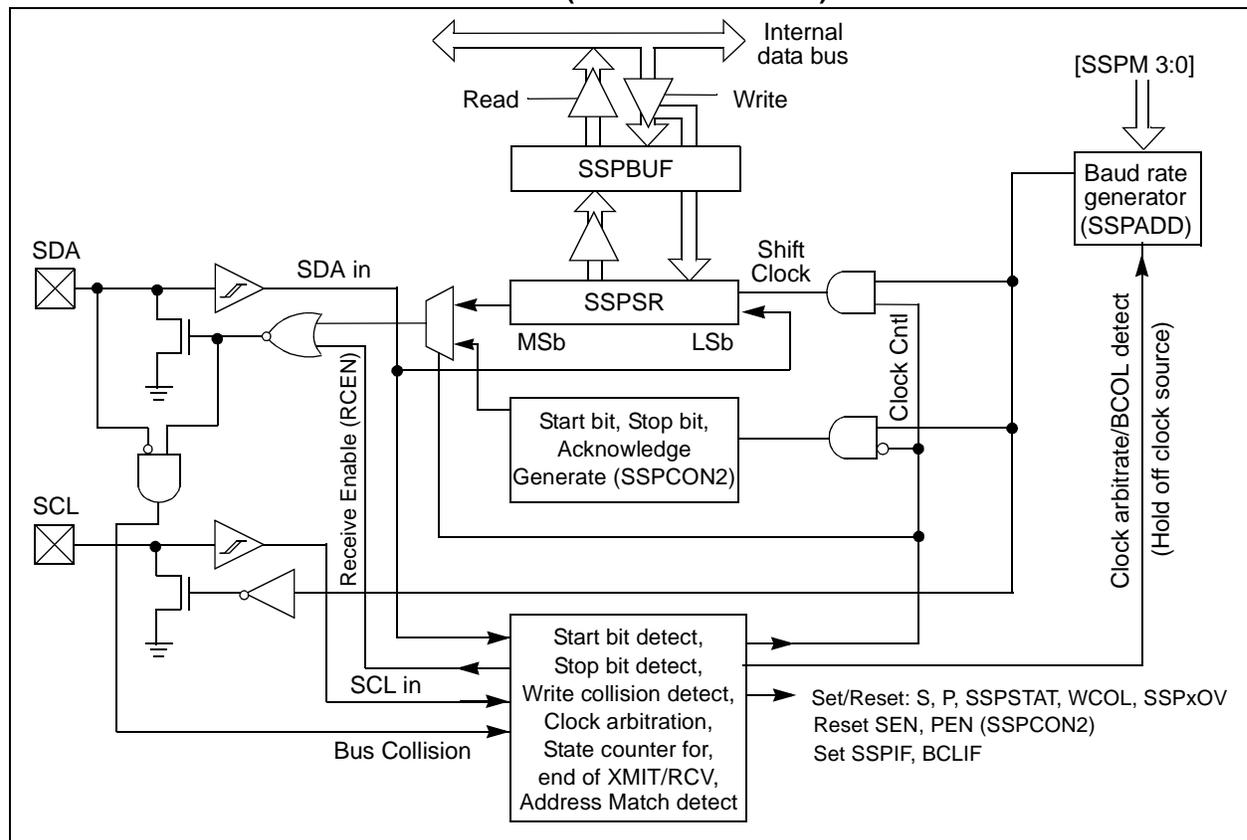 Internal
data bus
[SSPM 3:0]
Read
Write
SSPBUF
Baud rate
generator
(SSPADD)
SDA
SDA in
Shift
Clock
SSPSR
MSb
LSb
Clock Cntl
Receive Enable (RCEN)
Start bit, Stop bit,
Acknowledge
Generate (SSPCON2)
Clock arbitrate/BCOL detect
(Hold off clock source)
SCL
SCL in
Bus Collision
Start bit detect,
Stop bit detect,
Write collision detect,
Clock arbitration,
State counter for,
end of XMIT/RCV,
Address Match detect
Set/Reset: S, P, SSPSTAT, WCOL, SSPxOV
Reset SEN, PEN (SSPCON2)
Set SSPIF, BCLIF